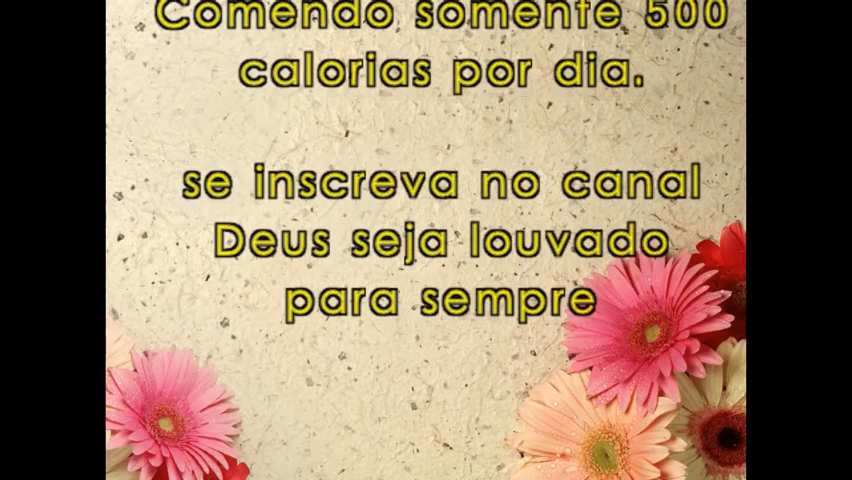 Comendo somente 500
calorias por dia.
se inscreva no canal
Deus seja louvado
para sempre